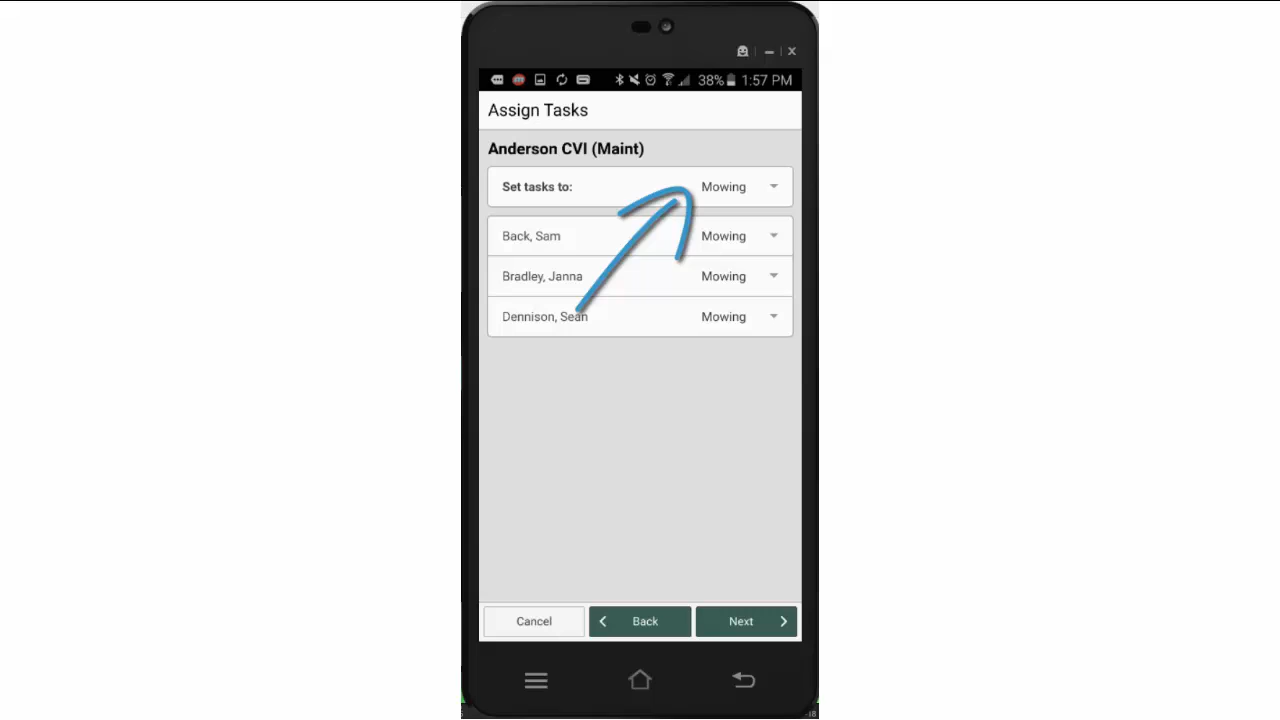 38% 1:57 PM
Assign Tasks
Anderson CVI (Maint)
Set tasks to: Mowing
Back, Sam Mowing
Bradley, Janna Mowing
Dennison, Sean Mowing
Cancel Back Next